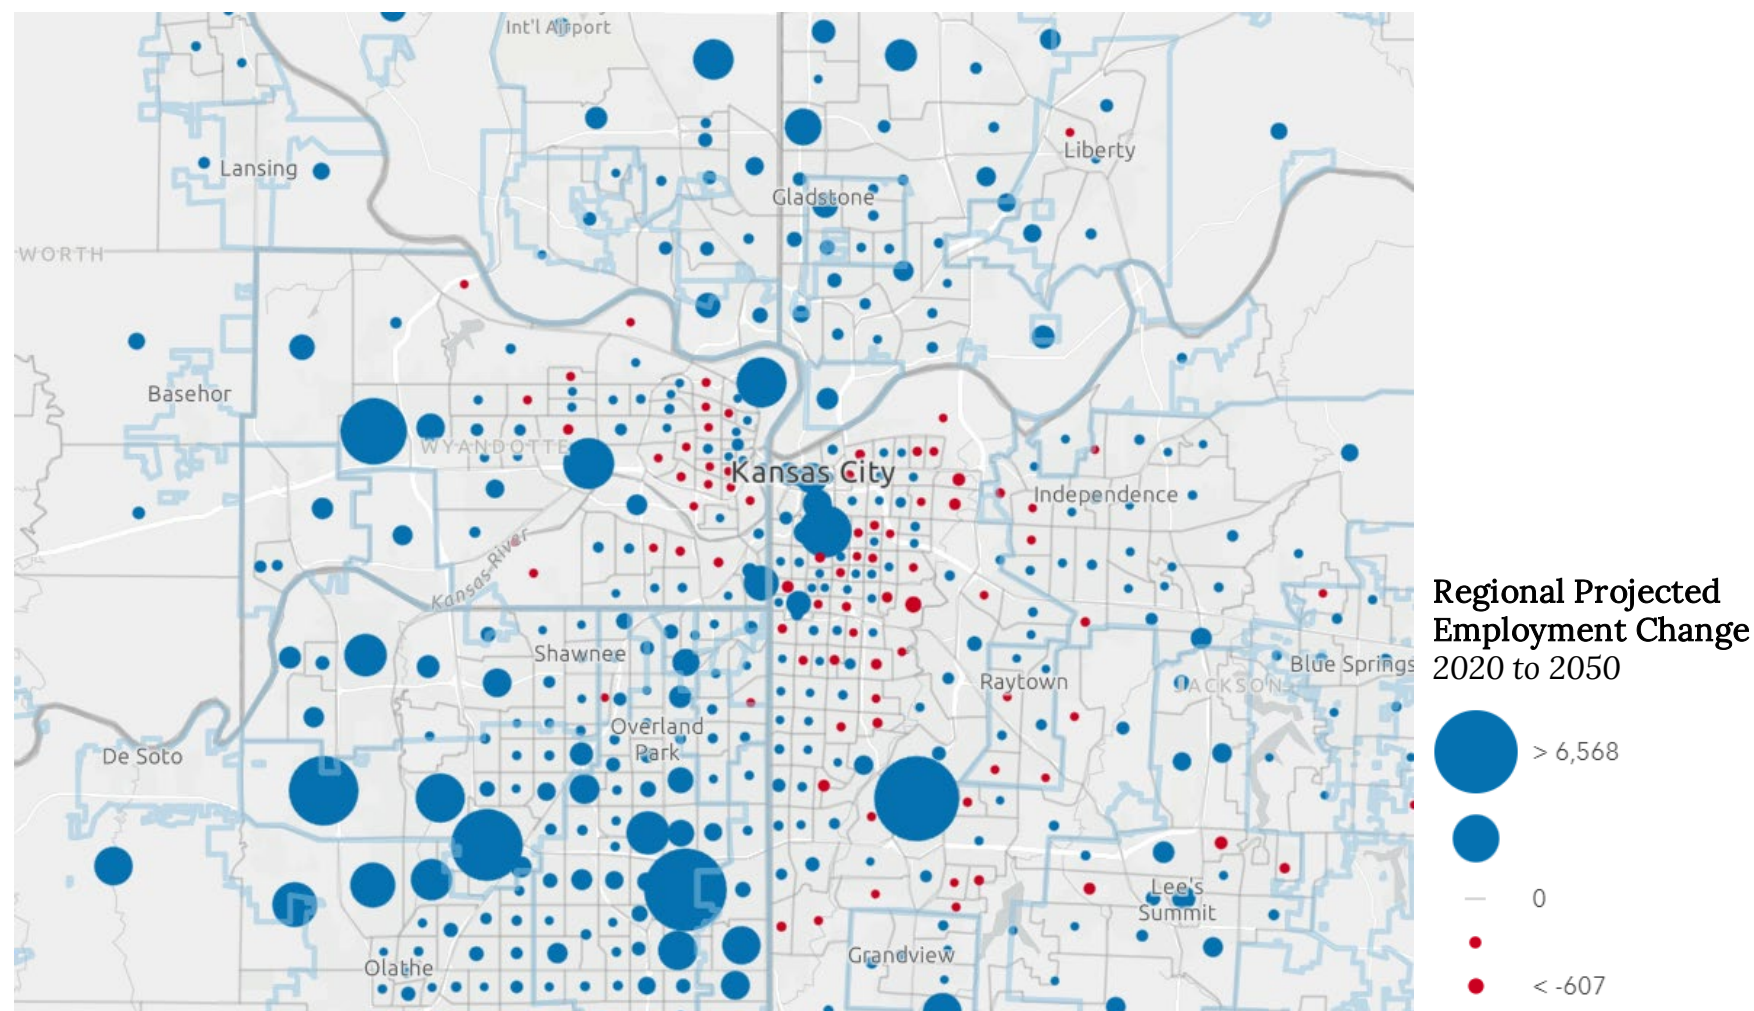 Int'l Airport
Liberty
Lansing
Gladstone
WORTH
Basehor
WYANDOTTE
Kansas City
Independence
Kansas River
Shawnee
Blue Springs
Raytown
JACKSON
Overland
Park
De Soto
Lee's
Summit
Grandview
Olathe
Regional Projected
Employment Change
2020 to 2050
> 6,568
0
< -607